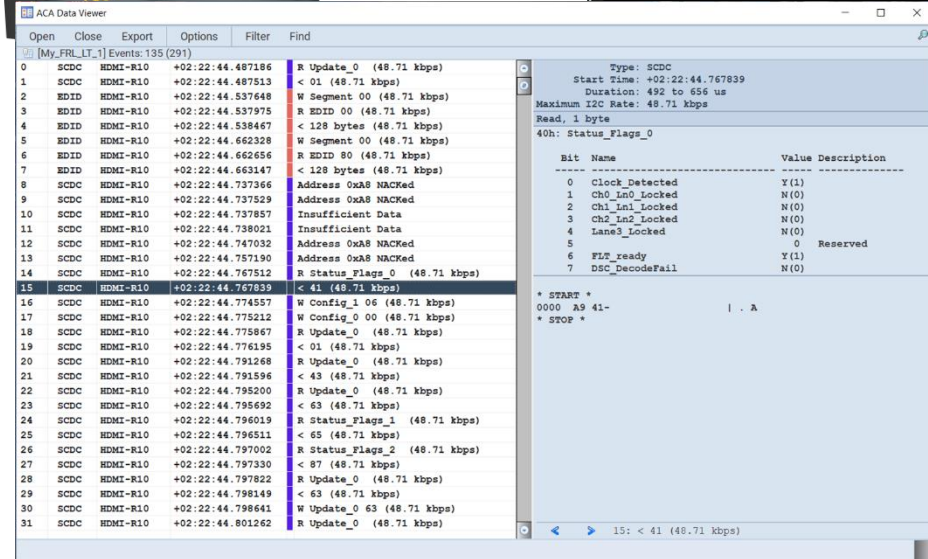 ACA Data Viewer
Open Close Export Options Filter Find
[My_FRL_LT_1] Events: 135 (291)
0 SCDC HDMI-R10 +02:22:44.487186 R Update_0 (48.71 kbps)
1 SCDC HDMI-R10 +02:22:44.487513 < 01 (48.71 kbps)
2 EDID HDMI-R10 +02:22:44.537648 W Segment 00 (48.71 kbps)
3 EDID HDMI-R10 +02:22:44.537975 R EDID 00 (48.71 kbps)
4 EDID HDMI-R10 +02:22:44.538467 < 128 bytes (48.71 kbps)
5 EDID HDMI-R10 +02:22:44.662328 W Segment 00 (48.71 kbps)
6 EDID HDMI-R10 +02:22:44.662656 R EDID 80 (48.71 kbps)
7 EDID HDMI-R10 +02:22:44.663147 < 128 bytes (48.71 kbps)
8 SCDC HDMI-R10 +02:22:44.737366 Address 0xA8 NACKed
9 SCDC HDMI-R10 +02:22:44.737529 Address 0xA8 NACKed
10 SCDC HDMI-R10 +02:22:44.737857 Insufficient Data
11 SCDC HDMI-R10 +02:22:44.738021 Insufficient Data
12 SCDC HDMI-R10 +02:22:44.747032 Address 0xA8 NACKed
13 SCDC HDMI-R10 +02:22:44.757190 Address 0xA8 NACKed
14 SCDC HDMI-R10 +02:22:44.767512 R Status_Flags_0 (48.71 kbps)
15 SCDC HDMI-R10 +02:22:44.767839 < 41 (48.71 kbps)
16 SCDC HDMI-R10 +02:22:44.774557 W Config_1 06 (48.71 kbps)
17 SCDC HDMI-R10 +02:22:44.775212 W Config_0 00 (48.71 kbps)
18 SCDC HDMI-R10 +02:22:44.775867 R Update_0 (48.71 kbps)
19 SCDC HDMI-R10 +02:22:44.776195 < 01 (48.71 kbps)
20 SCDC HDMI-R10 +02:22:44.791268 R Update_0 (48.71 kbps)
21 SCDC HDMI-R10 +02:22:44.791596 < 43 (48.71 kbps)
22 SCDC HDMI-R10 +02:22:44.795200 R Update_0 (48.71 kbps)
23 SCDC HDMI-R10 +02:22:44.795692 < 63 (48.71 kbps)
24 SCDC HDMI-R10 +02:22:44.796019 R Status_Flags_1 (48.71 kbps)
25 SCDC HDMI-R10 +02:22:44.796511 < 65 (48.71 kbps)
26 SCDC HDMI-R10 +02:22:44.797002 R Status_Flags_2 (48.71 kbps)
27 SCDC HDMI-R10 +02:22:44.797330 < 87 (48.71 kbps)
28 SCDC HDMI-R10 +02:22:44.797822 R Update_0 (48.71 kbps)
29 SCDC HDMI-R10 +02:22:44.798149 < 63 (48.71 kbps)
30 SCDC HDMI-R10 +02:22:44.798641 W Update_0 63 (48.71 kbps)
31 SCDC HDMI-R10 +02:22:44.801262 R Update_0 (48.71 kbps)
Type: SCDC
Start Time: +02:22:44.767839
Duration: 492 to 656 us
Maximum I2C Rate: 48.71 kbps
Read, 1 byte
40h: Status_Flags_0
Bit Name Value Description
0 Clock_Detected Y(1)
1 Ch0_Ln0_Locked N(0)
2 Ch1_Ln1_Locked N(0)
3 Ch2_Ln2_Locked N(0)
4 Lane3_Locked N(0)
5 0 Reserved
6 FLT_ready Y(1)
7 DSC_DecodeFail N(0)
* START *
0000 A9 41- | . A
* STOP *
15: < 41 (48.71 kbps)